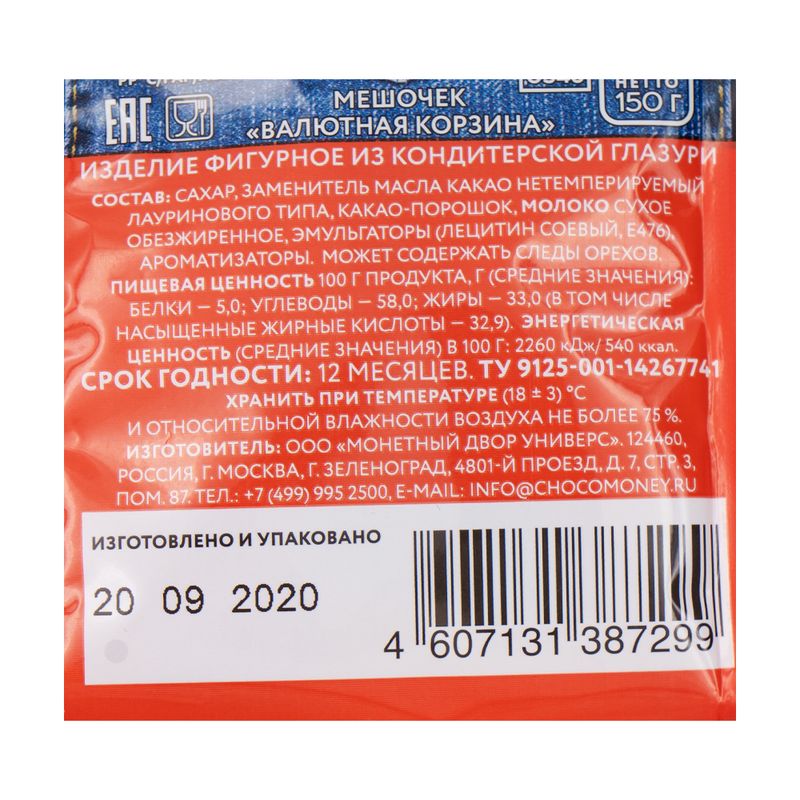 ЕАС
МЕШОЧЕК
«ВАЛЮТНАЯ КОРЗИНА»
НЕТТО
150 Г
ИЗДЕЛИЕ ФИГУРНОЕ ИЗ КОНДИТЕРСКОЙ ГЛАЗУРИ
СОСТАВ: САХАР, ЗАМЕНИТЕЛЬ МАСЛА КАКАО НЕТЕМПЕРИРУЕМЫЙ
ЛАУРИНОВОГО ТИПА, КАКАО-ПОРОШОК, МОЛОКО СУХОЕ
ОБЕЗЖИРЕННОЕ, ЭМУЛЬГАТОРЫ (ЛЕЦИТИН СОЕВЫЙ, Е476),
АРОМАТИЗАТОРЫ. МОЖЕТ СОДЕРЖАТЬ СЛЕДЫ ОРЕХОВ.
ПИЩЕВАЯ ЦЕННОСТЬ 100 Г ПРОДУКТА, Г (СРЕДНИЕ ЗНАЧЕНИЯ):
БЕЛКИ – 5,0; УГЛЕВОДЫ – 58,0; ЖИРЫ – 33,0 (В ТОМ ЧИСЛЕ
НАСЫЩЕННЫЕ ЖИРНЫЕ КИСЛОТЫ – 32,9). ЭНЕРГЕТИЧЕСКАЯ
ЦЕННОСТЬ (СРЕДНИЕ ЗНАЧЕНИЯ) В 100 Г: 2260 кДж/ 540 ккал.
СРОК ГОДНОСТИ: 12 МЕСЯЦЕВ. ТУ 9125-001-14267741
ХРАНИТЬ ПРИ ТЕМПЕРАТУРЕ (18 ± 3) °С
И ОТНОСИТЕЛЬНОЙ ВЛАЖНОСТИ ВОЗДУХА НЕ БОЛЕЕ 75 %.
ИЗГОТОВИТЕЛЬ: ООО «МОНЕТНЫЙ ДВОР УНИВЕРС». 124460,
РОССИЯ, Г. МОСКВА, Г. ЗЕЛЕНОГРАД, 4801-Й ПРОЕЗД, Д. 7, СТР. 3,
ПОМ. 87. ТЕЛ.: +7 (499) 995 2500, E-MAIL: INFO@CHOCOMONEY.RU
ИЗГОТОВЛЕНО И УПАКОВАНО
20 09 2020
4 607131 387299